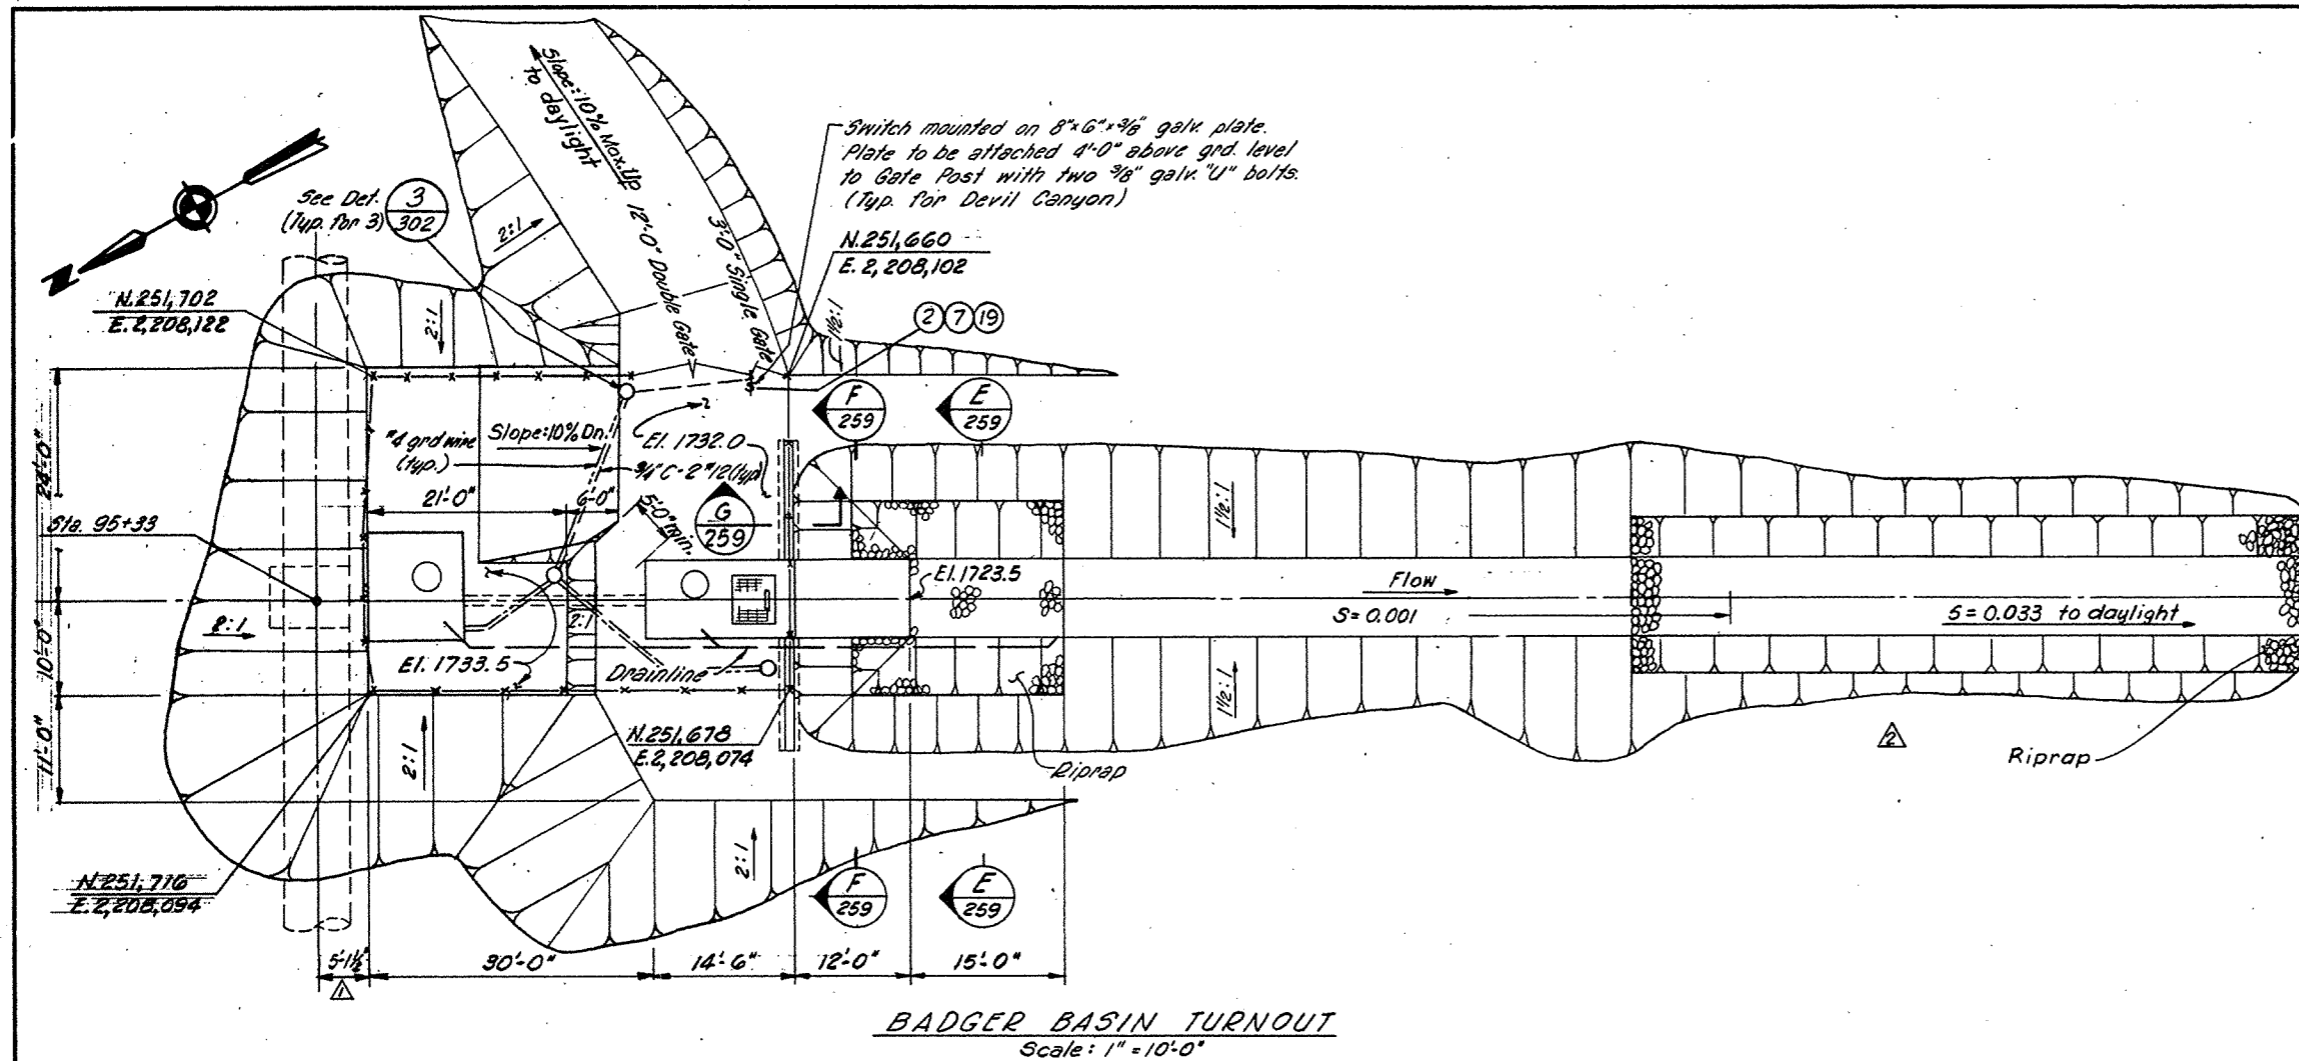 Slope: 10% Max. Up
to daylight
12'-0" Double Gate
3'-0" Single Gate
Switch mounted on 8"x6"x3/8" galv. plate.
Plate to be attached 4'-0" above grd. level
to Gate Post with two 3/8" galv. "U" bolts.
(Typ. for Devil Canyon)
See Det.
(Typ. for 3)
3
302
N
N.251,660
E.2,208,102
N.251,702
E.2,208,122
2:1
2:1
1½:1
2 7 19
F
259
E
259
24'-0"
#4 grd wire
(typ.)
Slope: 10% Dn.
El. 1732.0
3/4" C-2#12 (typ)
21'-0"
6'-0"
5'-0" min.
G
259
Sta. 95+33
El. 1723.5
Flow
S= 0.001
S= 0.033 to daylight
1½:1
1½:1
2:1
10'-0"
2:1
El. 1733.5
Drainline
11'-0"
2:1
N.251,678
E.2,208,074
Riprap
2
Riprap
2:1
N.251,716
E.2,208,094
F
259
E
259
5'-1½"
30'-0"
14'-6"
12'-0"
15'-0"
1
BADGER BASIN TURNOUT
Scale: 1" = 10'-0"